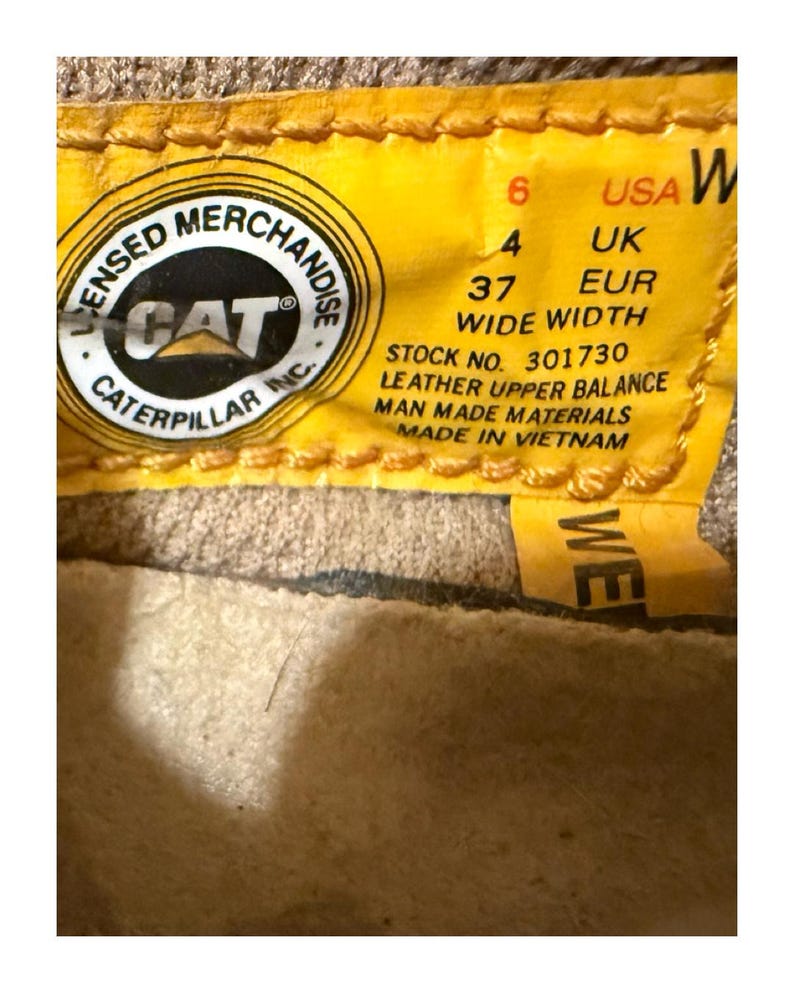 LICENSED MERCHANDISE
CAT®
CATERPILLAR INC.
6 USA W
4 UK
37 EUR
WIDE WIDTH
STOCK NO. 301730
LEATHER UPPER BALANCE
MAN MADE MATERIALS
MADE IN VIETNAM